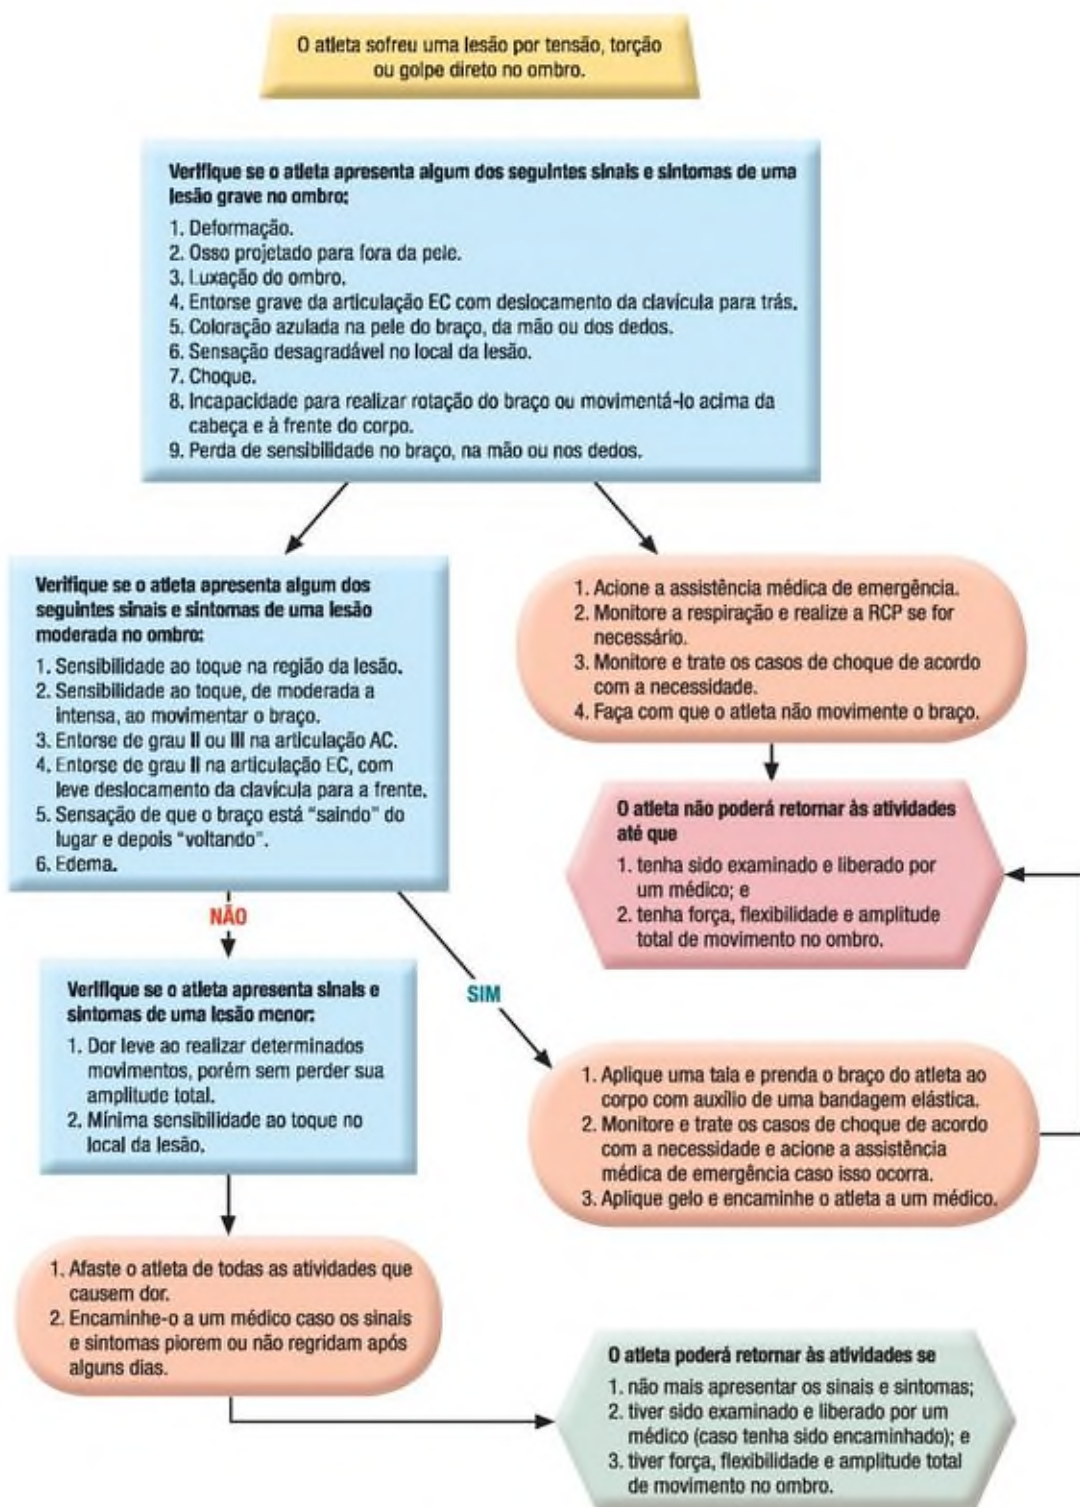 O atleta sofreu uma lesão por tensão, torção
ou golpe direto no ombro.
Verifique se o atleta apresenta algum dos seguintes sinais e sintomas de uma
lesão grave no ombro:
1. Deformação.
2. Osso projetado para fora da pele.
3. Luxação do ombro.
4. Entorse grave da articulação EC com deslocamento da clavícula para trás.
5. Coloração azulada na pele do braço, da mão ou dos dedos.
6. Sensação desagradável no local da lesão.
7. Choque.
8. Incapacidade para realizar rotação do braço ou movimentá-lo acima da
cabeça e à frente do corpo.
9. Perda de sensibilidade no braço, na mão ou nos dedos.
Verifique se o atleta apresenta algum dos
seguintes sinais e sintomas de uma lesão
moderada no ombro:
1. Sensibilidade ao toque na região da lesão.
2. Sensibilidade ao toque, de moderada a
intensa, ao movimentar o braço.
3. Entorse de grau II ou III na articulação AC.
4. Entorse de grau II na articulação EC, com
leve deslocamento da clavícula para a frente.
5. Sensação de que o braço está “saindo” do
lugar e depois “voltando”.
6. Edema.
1. Acione a assistência médica de emergência.
2. Monitore a respiração e realize a RCP se for
necessário.
3. Monitore e trate os casos de choque de acordo
com a necessidade.
4. Faça com que o atleta não movimente o braço.
O atleta não poderá retornar às atividades
até que
1. tenha sido examinado e liberado por
um médico; e
2. tenha força, flexibilidade e amplitude
total de movimento no ombro.
NÃO
SIM
Verifique se o atleta apresenta sinais e
sintomas de uma lesão menor:
1. Dor leve ao realizar determinados
movimentos, porém sem perder sua
amplitude total.
2. Mínima sensibilidade ao toque no
local da lesão.
1. Aplique uma tala e prenda o braço do atleta ao
corpo com auxílio de uma bandagem elástica.
2. Monitore e trate os casos de choque de acordo
com a necessidade e acione a assistência
médica de emergência caso isso ocorra.
3. Aplique gelo e encaminhe o atleta a um médico.
1. Afaste o atleta de todas as atividades que
causem dor.
2. Encaminhe-o a um médico caso os sinais
e sintomas piorem ou não regridam após
alguns dias.
O atleta poderá retornar às atividades se
1. não mais apresentar os sinais e sintomas;
2. tiver sido examinado e liberado por um
médico (caso tenha sido encaminhado); e
3. tiver força, flexibilidade e amplitude total
de movimento no ombro.